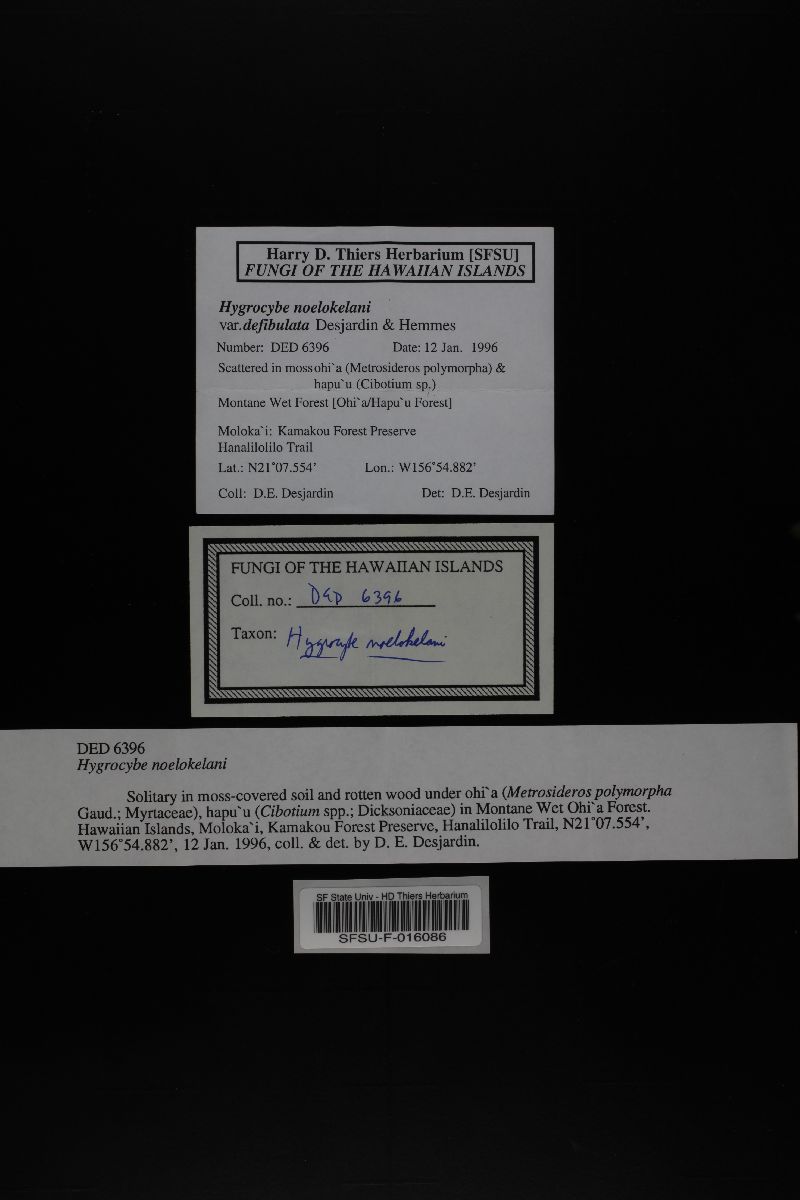 Harry D. Thiers Herbarium [SFSU]
FUNGI OF THE HAWAIIAN ISLANDS
Hygrocybe noelokelani
var. defibulata Desjardin & Hemmes
Number: DED 6396 Date: 12 Jan. 1996
Scattered in moss ohi`a (Metrosideros polymorpha) &
hapu`u (Cibotium sp.)
Montane Wet Forest [Ohi`a/Hapu`u Forest]
Moloka`i: Kamakou Forest Preserve
Hanalilolilo Trail
Lat.: N21°07.554’ Lon.: W156°54.882’
Coll: D.E. Desjardin Det: D.E. Desjardin
FUNGI OF THE HAWAIIAN ISLANDS
Coll. no.: DED 6396
Taxon: Hygrocybe noelokelani
DED 6396
Hygrocybe noelokelani
Solitary in moss-covered soil and rotten wood under ohi`a (Metrosideros polymorpha
Gaud.; Myrtaceae), hapu`u (Cibotium spp.; Dicksoniaceae) in Montane Wet Ohi`a Forest.
Hawaiian Islands, Moloka`i, Kamakou Forest Preserve, Hanalilolilo Trail, N21°07.554’,
W156°54.882’, 12 Jan. 1996, coll. & det. by D. E. Desjardin.
SF State Univ - HD Thiers Herbarium
SFSU-F-016086